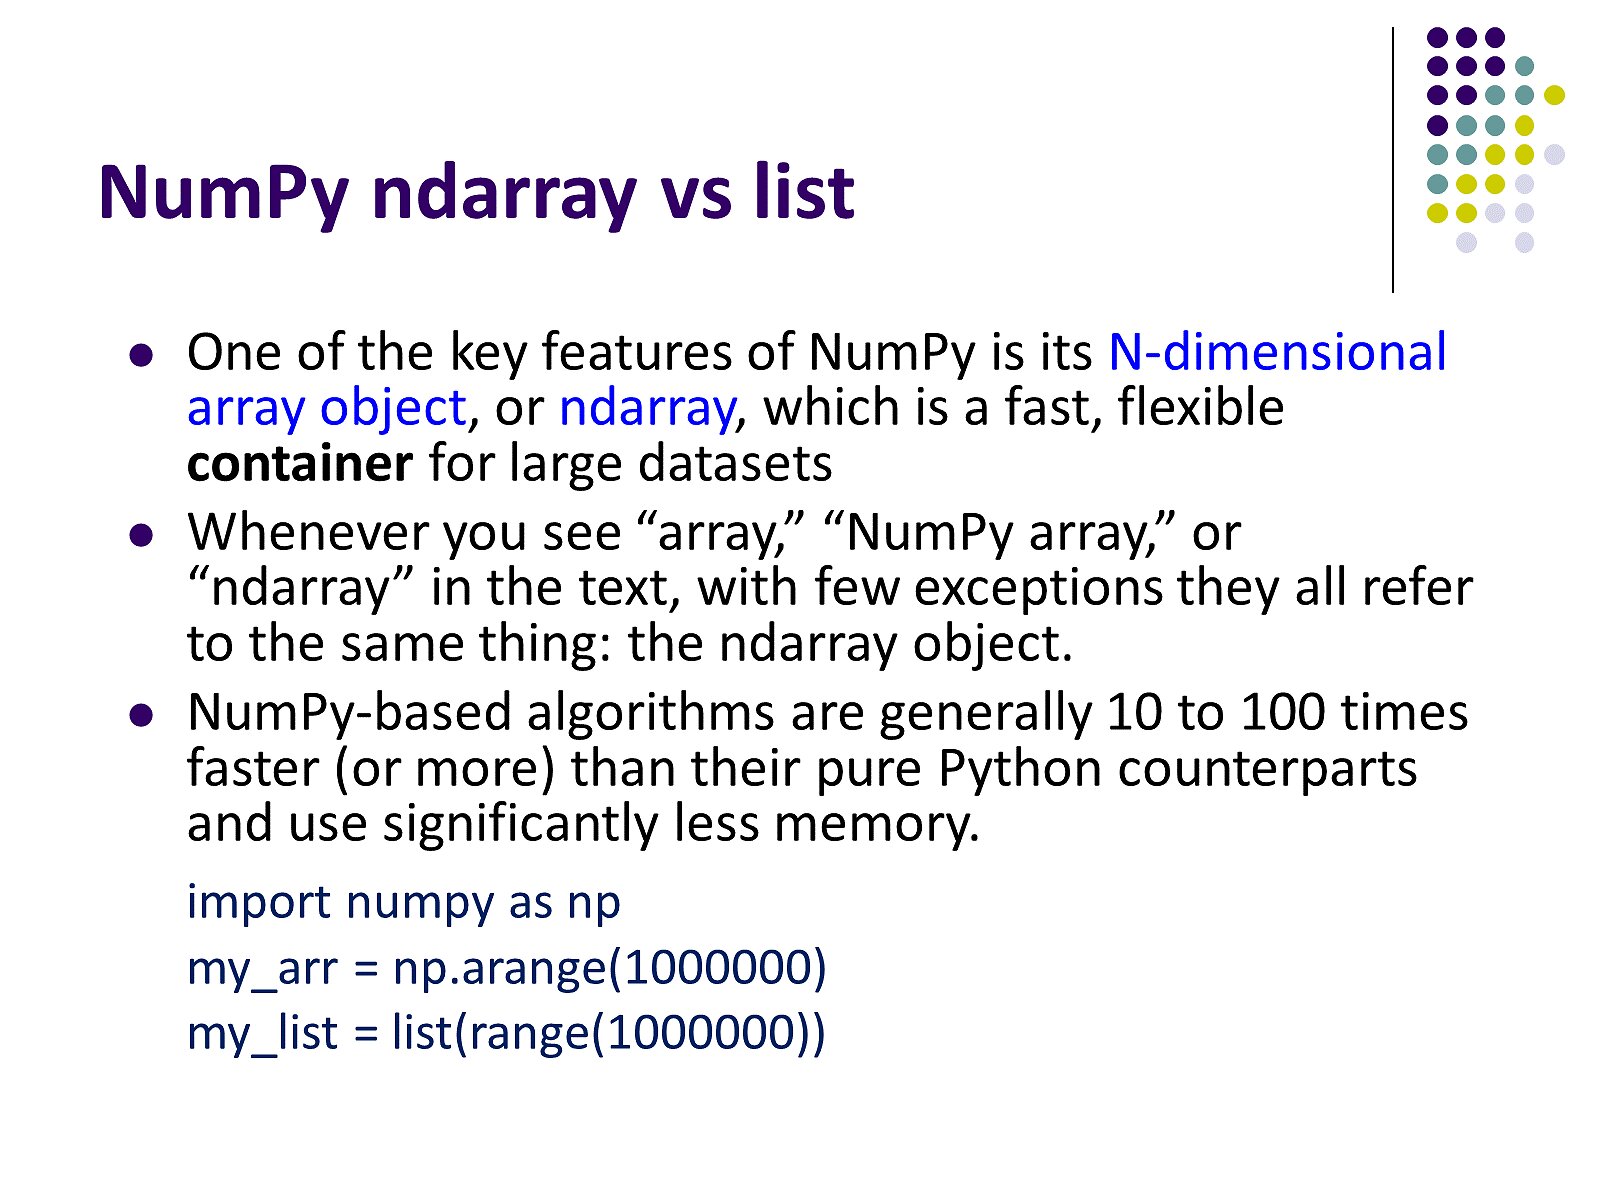 NumPy ndarray vs list
One of the key features of NumPy is its N-dimensional
array object, or ndarray, which is a fast, flexible
container for large datasets
Whenever you see “array,” “NumPy array,” or
“ndarray” in the text, with few exceptions they all refer
to the same thing: the ndarray object.
NumPy-based algorithms are generally 10 to 100 times
faster (or more) than their pure Python counterparts
and use significantly less memory.
import numpy as np
my_arr = np.arange(1000000)
my_list = list(range(1000000))